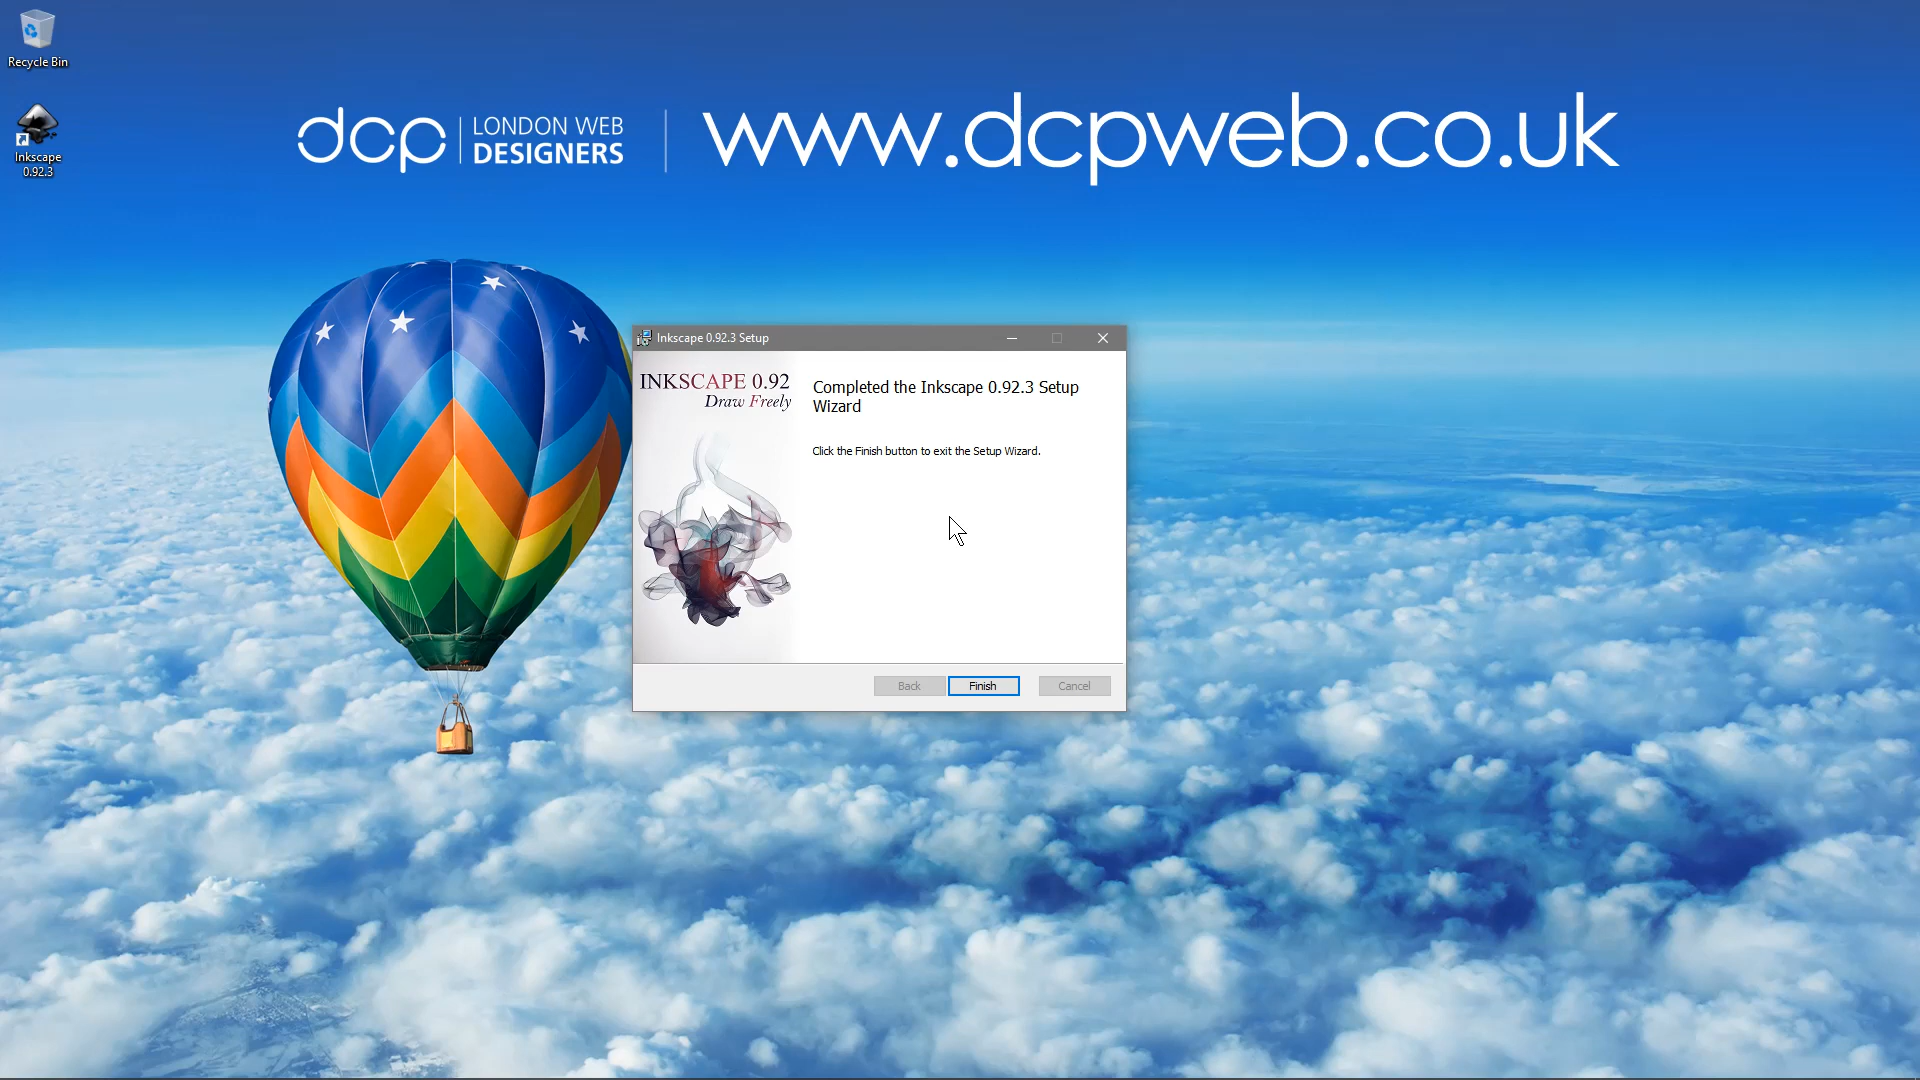 Recycle Bin
Inkscape
0.92.3
dcp
LONDON WEB
DESIGNERS
www.dcpweb.co.uk
Inkscape 0.92.3 Setup
INKSCAPE 0.92
Draw Freely
Completed the Inkscape 0.92.3 Setup
Wizard
Click the Finish button to exit the Setup Wizard.
Back
Finish
Cancel